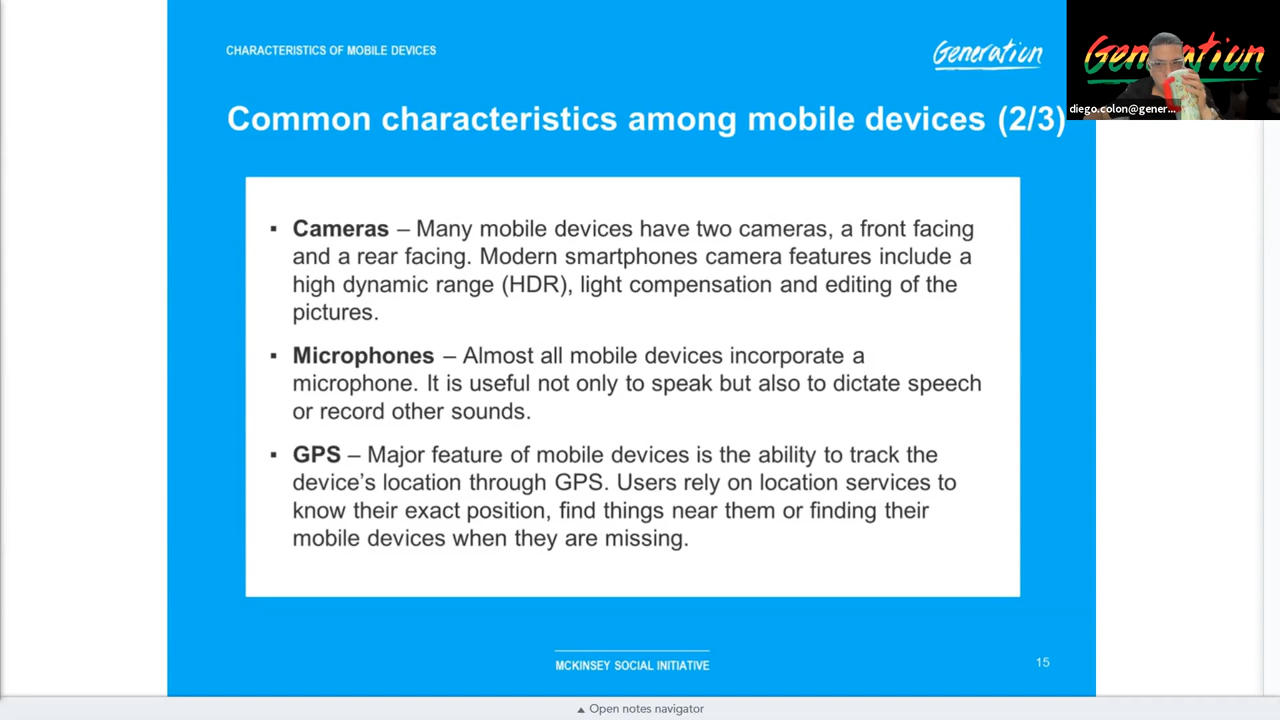 CHARACTERISTICS OF MOBILE DEVICES
Generation
Generation
diego.colon@gener...
Common characteristics among mobile devices (2/3)
▪ Cameras – Many mobile devices have two cameras, a front facing
and a rear facing. Modern smartphones camera features include a
high dynamic range (HDR), light compensation and editing of the
pictures.
▪ Microphones – Almost all mobile devices incorporate a
microphone. It is useful not only to speak but also to dictate speech
or record other sounds.
▪ GPS – Major feature of mobile devices is the ability to track the
device's location through GPS. Users rely on location services to
know their exact position, find things near them or finding their
mobile devices when they are missing.
MCKINSEY SOCIAL INITIATIVE
15
▲ Open notes navigator